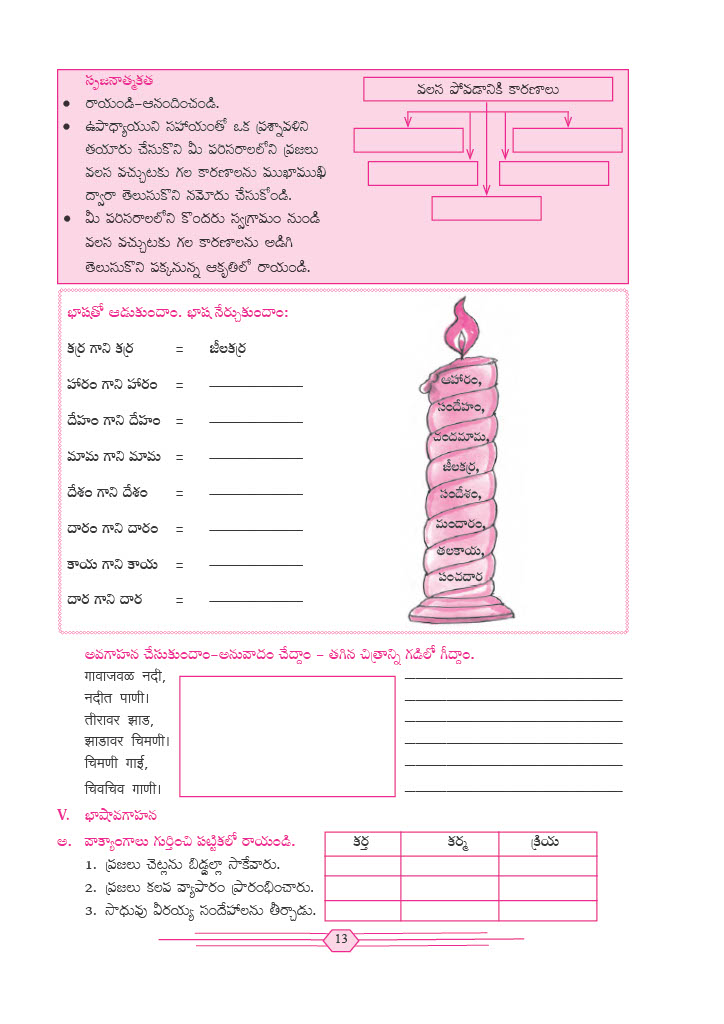 సృజనాత్మకత
● రాయండి-ఆనందించండి.
● ఉపాధ్యాయుని సహాయంతో ఒక ప్రశ్నావళిని
తయారు చేసుకొని మీ పరిసరాలలోని ప్రజలు
వలస వచ్చుటకు గల కారణాలను ముఖాముఖి
ద్వారా తెలుసుకొని నమోదు చేసుకోండి.
● మీ పరిసరాలలోని కొందరు స్వగ్రామం నుండి
వలస వచ్చుటకు గల కారణాలను అడిగి
తెలుసుకొని పక్కనున్న ఆకృతిలో రాయండి.
వలస పోవడానికి కారణాలు
భాషతో ఆడుకుందాం. భాష నేర్చుకుందాం:
కర్ర గాని కర్ర = జీలకర్ర
హారం గాని హారం = ____________
దేహం గాని దేహం = ____________
మామ గాని మామ = ____________
దేశం గాని దేశం = ____________
దారం గాని దారం = ____________
కాయ గాని కాయ = ____________
దార గాని దార = ____________
ఆహారం,
సందేహం,
చందమామ,
జీలకర్ర,
సందేశం,
మందారం,
తలకాయ,
పంచదార
అవగాహన చేసుకుందాం-అనువాదం చేద్దాం - తగిన చిత్రాన్ని గడిలో గీద్దాం.
गावाजवळ नदी,
नदीत पाणी।
तीरावर झाड,
झाडावर चिमणी।
चिमणी गाई,
चिवचिव गाणी।
V. భాషావగాహన
అ. వాక్యాంగాలు గుర్తించి పట్టికలో రాయండి.
1. ప్రజలు చెట్లను బిడ్డల్లా సాకేవారు.
2. ప్రజలు కలప వ్యాపారం ప్రారంభించారు.
3. సాధువు వీరయ్య సందేహాలను తీర్చాడు.
కర్త కర్మ క్రియ
13